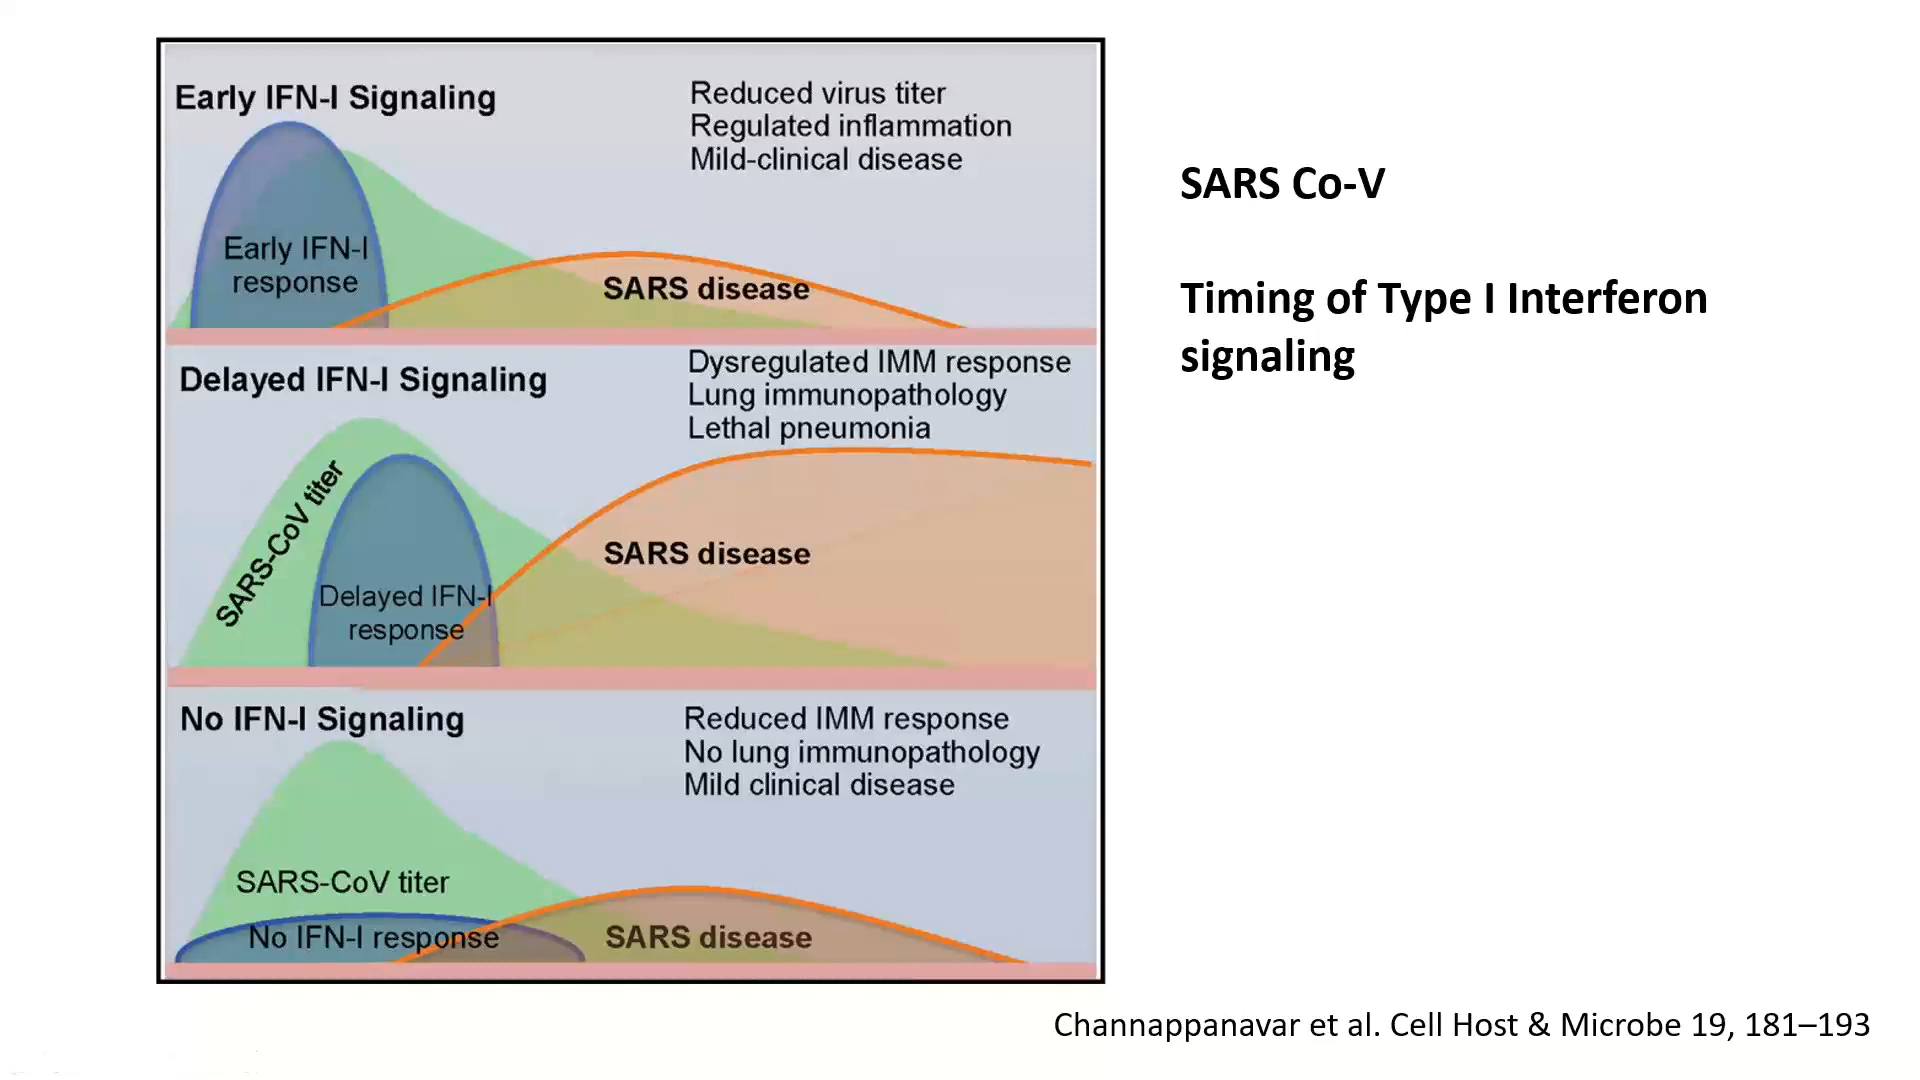 Early IFN-I Signaling
Reduced virus titer
Regulated inflammation
Mild-clinical disease
Early IFN-I
response
SARS disease
Delayed IFN-I Signaling
Dysregulated IMM response
Lung immunopathology
Lethal pneumonia
SARS-CoV titer
Delayed IFN-I
response
SARS disease
No IFN-I Signaling
Reduced IMM response
No lung immunopathology
Mild clinical disease
SARS-CoV titer
No IFN-I response
SARS disease
SARS Co-V
Timing of Type I Interferon
signaling
Channappanavar et al. Cell Host & Microbe 19, 181–193